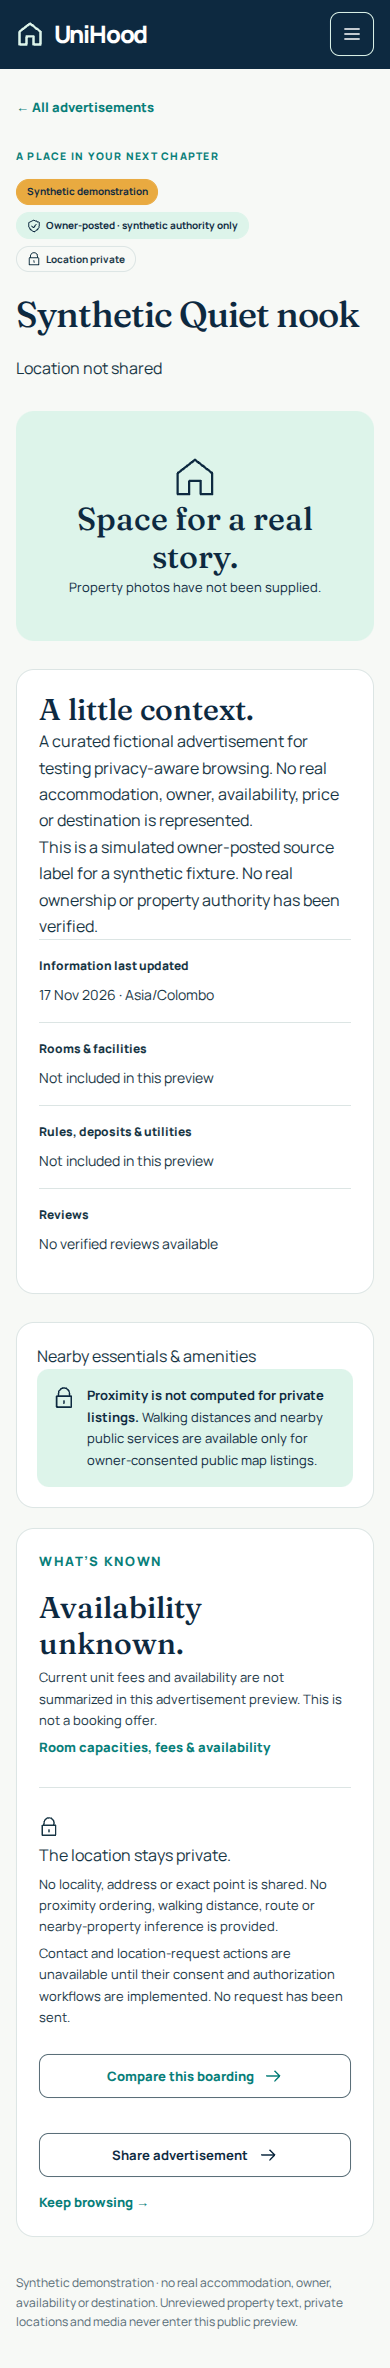 UniHood
← All advertisements
A PLACE IN YOUR NEXT CHAPTER
Synthetic demonstration
Owner-posted · synthetic authority only
Location private
Synthetic Quiet nook
Location not shared
Space for a real
story.
Property photos have not been supplied.
A little context.
A curated fictional advertisement for
testing privacy-aware browsing. No real
accommodation, owner, availability, price
or destination is represented.
This is a simulated owner-posted source
label for a synthetic fixture. No real
ownership or property authority has been
verified.
Information last updated
17 Nov 2026 · Asia/Colombo
Rooms & facilities
Not included in this preview
Rules, deposits & utilities
Not included in this preview
Reviews
No verified reviews available
Nearby essentials & amenities
Proximity is not computed for private
listings. Walking distances and nearby
public services are available only for
owner-consented public map listings.
WHAT'S KNOWN
Availability
unknown.
Current unit fees and availability are not
summarized in this advertisement preview. This is
not a booking offer.
Room capacities, fees & availability
The location stays private.
No locality, address or exact point is shared. No
proximity ordering, walking distance, route or
nearby-property inference is provided.
Contact and location-request actions are
unavailable until their consent and authorization
workflows are implemented. No request has been
sent.
Compare this boarding →
Share advertisement →
Keep browsing →
Synthetic demonstration · no real accommodation, owner,
availability or destination. Unreviewed property text, private
locations and media never enter this public preview.